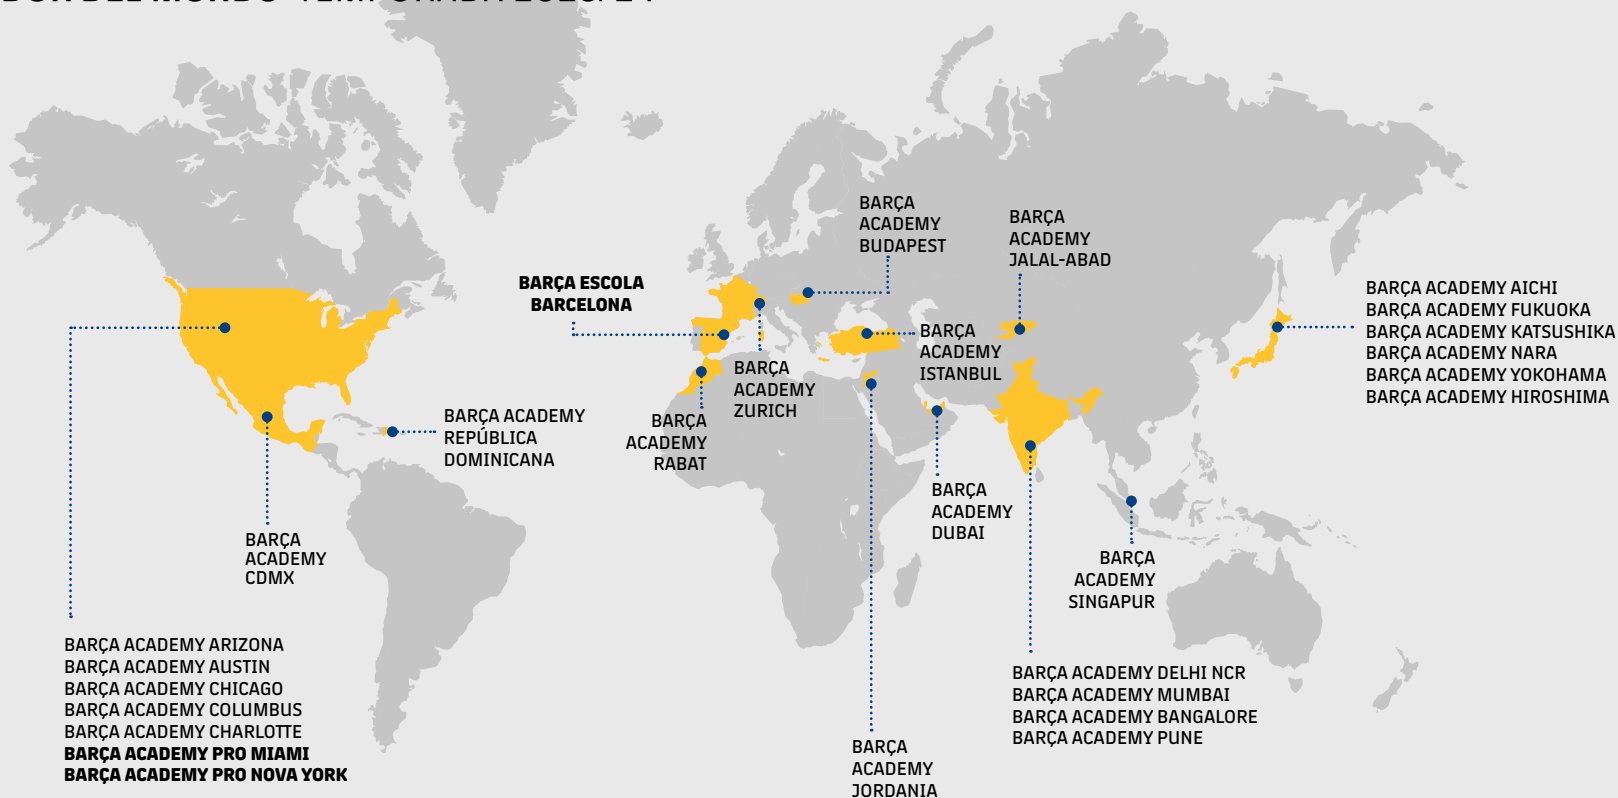 BARÇA
ACADEMY
BUDAPEST
BARÇA
ACADEMY
JALAL-ABAD
BARÇA ESCOLA
BARCELONA
BARÇA ACADEMY AICHI
BARÇA ACADEMY FUKUOKA
BARÇA ACADEMY KATSUSHIKA
BARÇA ACADEMY NARA
BARÇA ACADEMY YOKOHAMA
BARÇA ACADEMY HIROSHIMA
BARÇA
ACADEMY
ISTANBUL
BARÇA
ACADEMY
ZURICH
BARÇA ACADEMY
REPÚBLICA
DOMINICANA
BARÇA
ACADEMY
RABAT
BARÇA
ACADEMY
DUBAI
BARÇA
ACADEMY
CDMX
BARÇA
ACADEMY
SINGAPUR
BARÇA ACADEMY ARIZONA
BARÇA ACADEMY AUSTIN
BARÇA ACADEMY CHICAGO
BARÇA ACADEMY COLUMBUS
BARÇA ACADEMY CHARLOTTE
BARÇA ACADEMY PRO MIAMI
BARÇA ACADEMY PRO NOVA YORK
BARÇA ACADEMY DELHI NCR
BARÇA ACADEMY MUMBAI
BARÇA ACADEMY BANGALORE
BARÇA ACADEMY PUNE
BARÇA
ACADEMY
JORDANIA